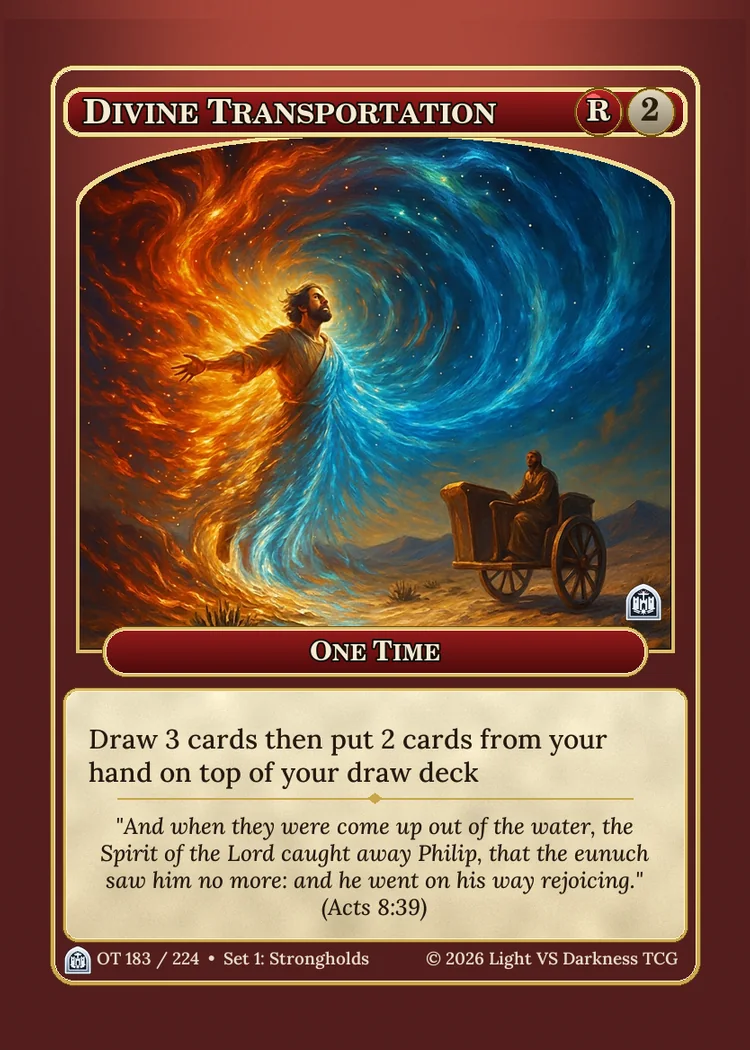 Divine Transportation R 2
One Time
Draw 3 cards then put 2 cards from your
hand on top of your draw deck
"And when they were come up out of the water, the
Spirit of the Lord caught away Philip, that the eunuch
saw him no more: and he went on his way rejoicing."
(Acts 8:39)
OT 183 / 224 • Set 1: Strongholds © 2026 Light VS Darkness TCG